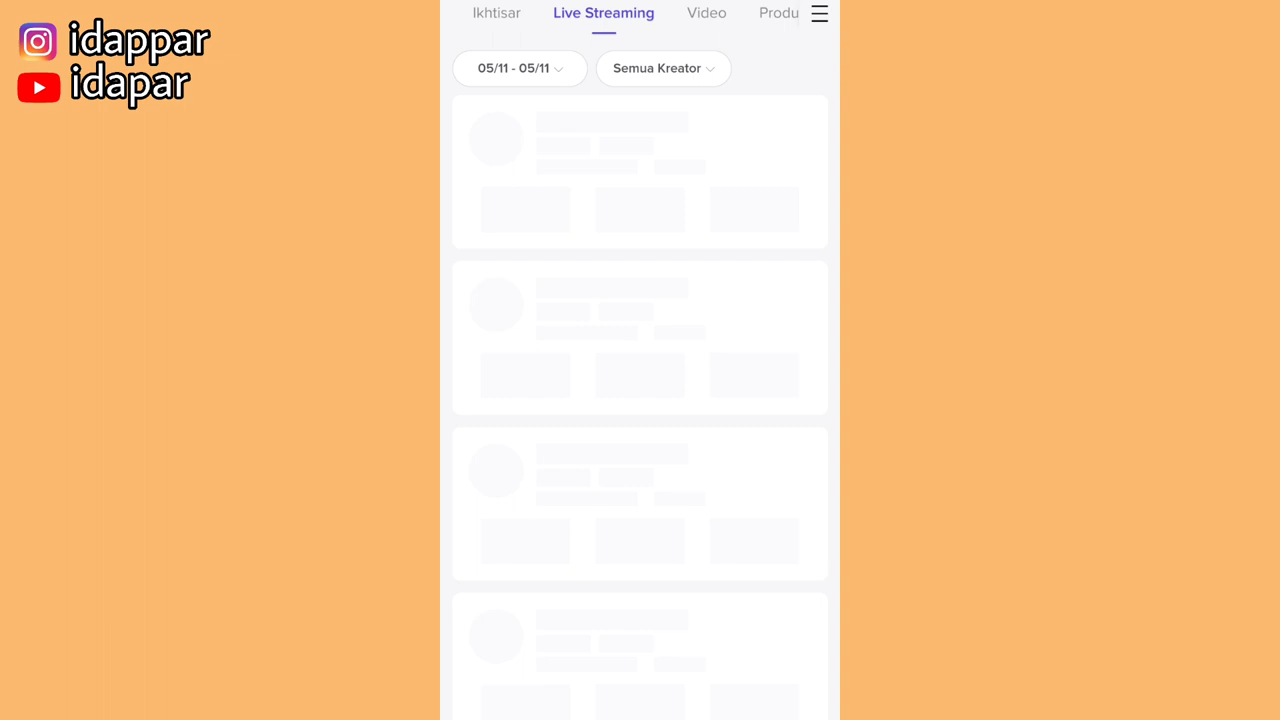 idappar
idapar
Ikhtisar Live Streaming Video Produ
05/11 - 05/11 Semua Kreator